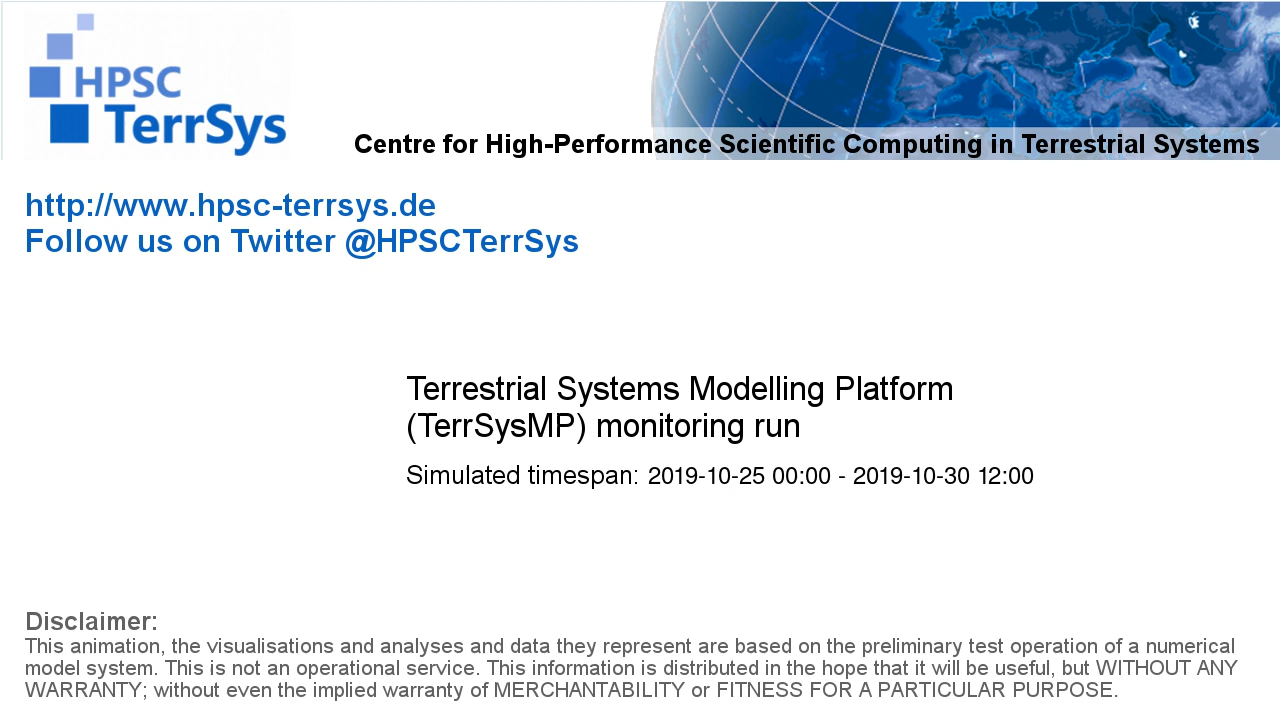 HPSC
TerrSys
Centre for High-Performance Scientific Computing in Terrestrial Systems
http://www.hpsc-terrsys.de
Follow us on Twitter @HPSCTerrSys
Terrestrial Systems Modelling Platform
(TerrSysMP) monitoring run
Simulated timespan: 2019-10-25 00:00 - 2019-10-30 12:00
Disclaimer:
This animation, the visualisations and analyses and data they represent are based on the preliminary test operation of a numerical
model system. This is not an operational service. This information is distributed in the hope that it will be useful, but WITHOUT ANY
WARRANTY; without even the implied warranty of MERCHANTABILITY or FITNESS FOR A PARTICULAR PURPOSE.